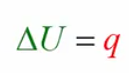 ΔU = q